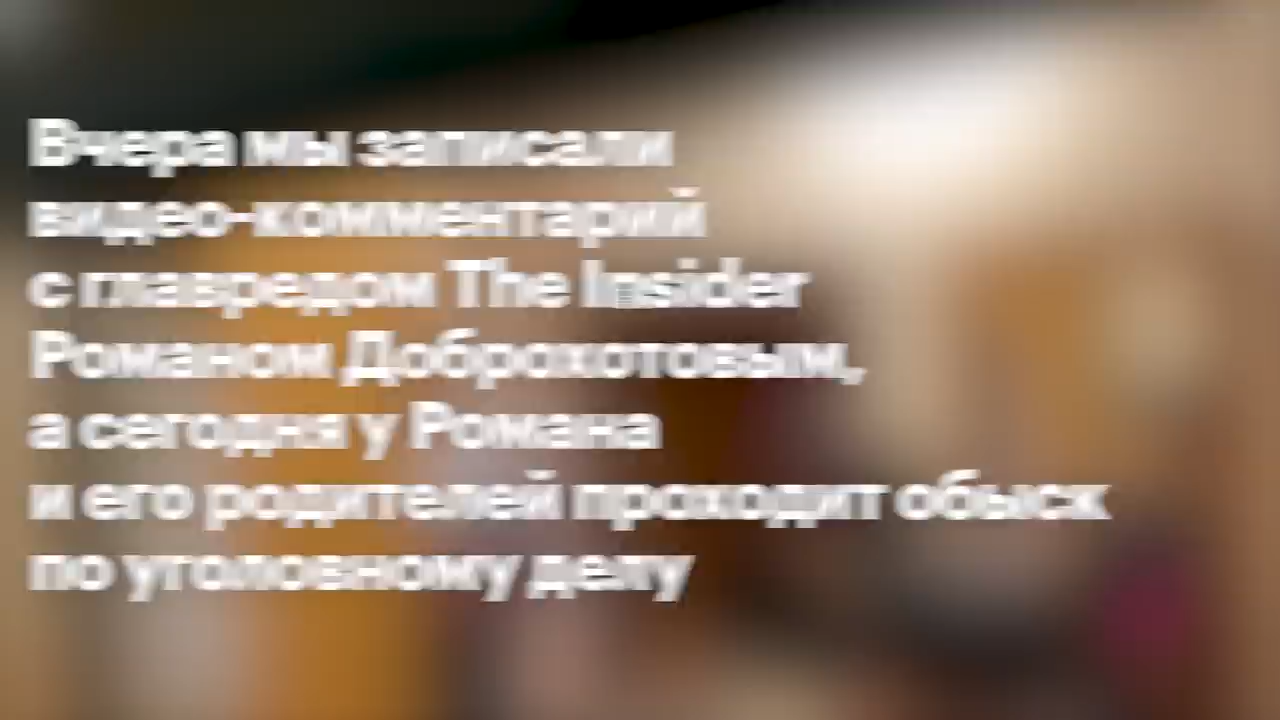 Вчера мы записали
видео-комментарий
с главредом The Insider
Романом Доброхотовым,
а сегодня у Романа
и его родителей проходит обыск
по уголовному делу